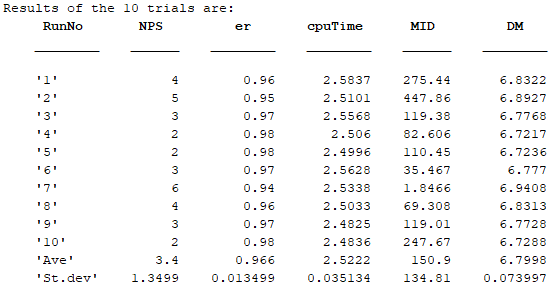 Results of the 10 trials are:
RunNo NPS er cpuTime MID DM
'1' 4 0.96 2.5837 275.44 6.8322
'2' 5 0.95 2.5101 447.86 6.8927
'3' 3 0.97 2.5568 119.38 6.7768
'4' 2 0.98 2.506 82.606 6.7217
'5' 2 0.98 2.4996 110.45 6.7236
'6' 3 0.97 2.5628 35.467 6.777
'7' 6 0.94 2.5338 1.8466 6.9408
'8' 4 0.96 2.5033 69.308 6.8313
'9' 3 0.97 2.4825 119.01 6.7728
'10' 2 0.98 2.4836 247.67 6.7288
'Ave' 3.4 0.966 2.5222 150.9 6.7998
'St.dev' 1.3499 0.013499 0.035134 134.81 0.073997